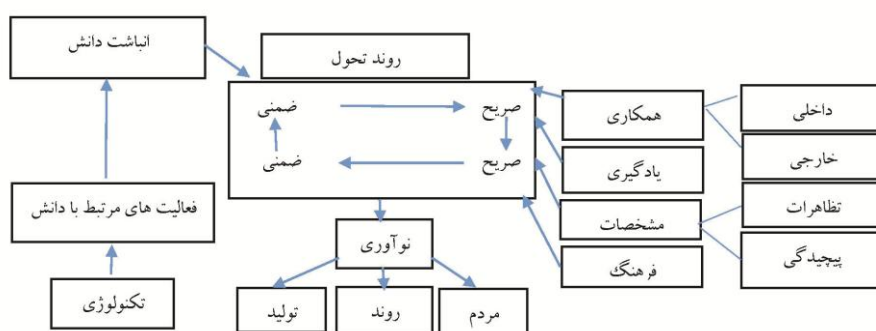 انباشت دانش
روند تحول
ضمنی
صریح
ضمنی
صریح
همکاری
داخلی
خارجی
یادگیری
فعالیت های مرتبط با دانش
مشخصات
تظاهرات
پیچیدگی
فرهنگ
نوآوری
تکنولوژی
تولید
روند
مردم